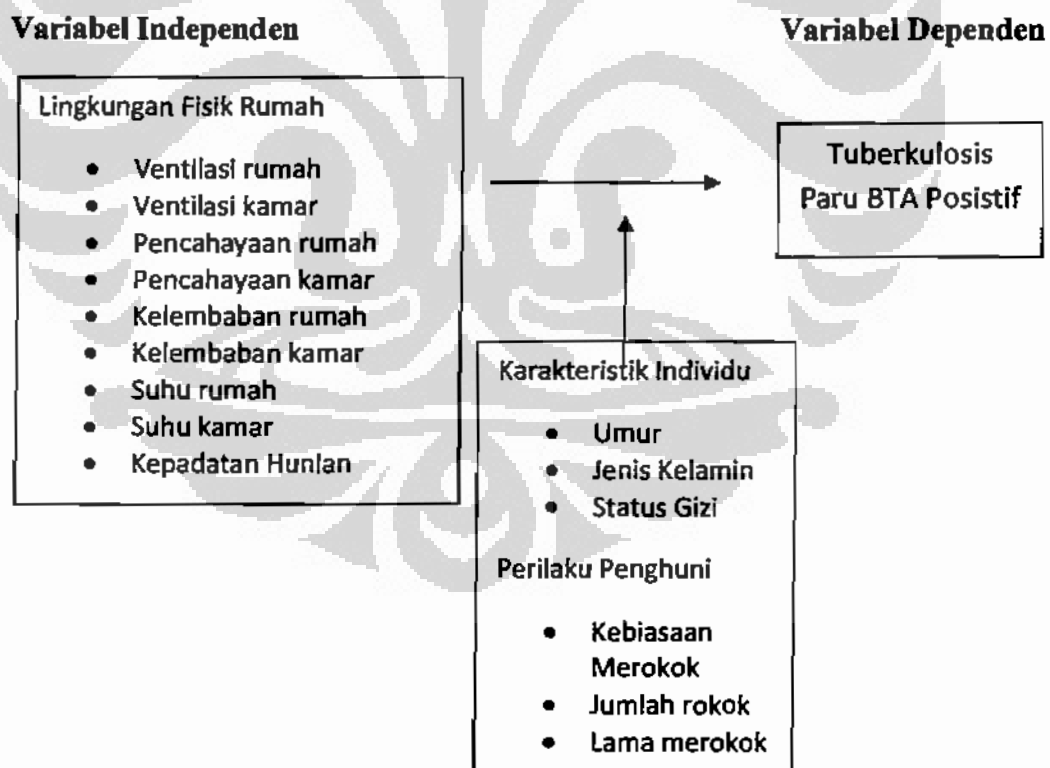 Variabel Independen
Variabel Dependen
Lingkungan Fisik Rumah
• Ventilasi rumah
• Ventilasi kamar
• Pencahayaan rumah
• Pencahayaan kamar
• Kelembaban rumah
• Kelembaban kamar
• Suhu rumah
• Suhu kamar
• Kepadatan Hunian
Tuberkulosis
Paru BTA Posistif
Karakteristik Individu
• Umur
• Jenis Kelamin
• Status Gizi
Perilaku Penghuni
• Kebiasaan
Merokok
• Jumlah rokok
• Lama merokok